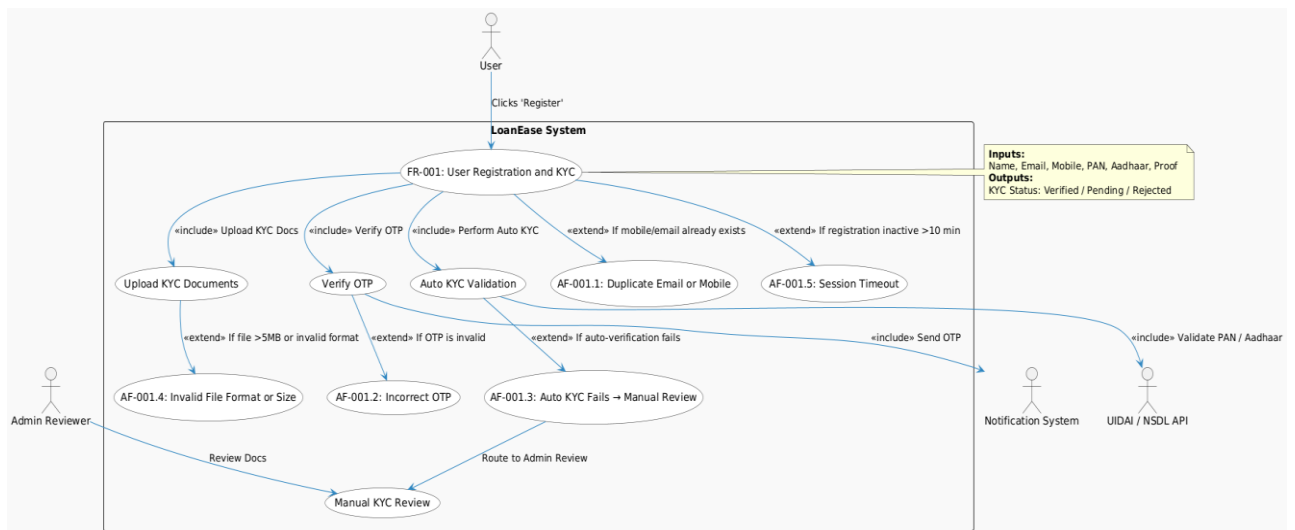 User
Clicks 'Register'
LoanEase System
FR-001: User Registration and KYC
Inputs:
Name, Email, Mobile, PAN, Aadhaar, Proof
Outputs:
KYC Status: Verified / Pending / Rejected
«include» Upload KYC Docs
«include» Verify OTP
«include» Perform Auto KYC
«extend» If mobile/email already exists
«extend» If registration inactive >10 min
Upload KYC Documents
Verify OTP
Auto KYC Validation
AF-001.1: Duplicate Email or Mobile
AF-001.5: Session Timeout
«extend» If file >5MB or invalid format
«extend» If OTP is invalid
«extend» If auto-verification fails
«include» Send OTP
«include» Validate PAN / Aadhaar
AF-001.4: Invalid File Format or Size
AF-001.2: Incorrect OTP
AF-001.3: Auto KYC Fails → Manual Review
Admin Reviewer
Notification System
UIDAI / NSDL API
Review Docs
Route to Admin Review
Manual KYC Review